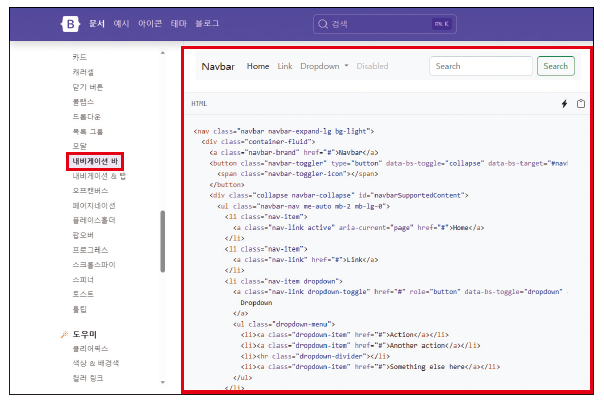 B 문서 예시 아이콘 테마 블로그 검색
카드
캐러셀
닫기 버튼
콜랩스
드롭다운
목록 그룹
모달
내비게이션 바
내비게이션 & 탭
오프캔버스
페이지네이션
플레이스홀더
팝오버
프로그레스
스크롤스파이
스피너
토스트
툴팁
도우미
클리어픽스
색상 & 배경색
컬러 링크
Navbar Home Link Dropdown Disabled Search Search
HTML
<nav class="navbar navbar-expand-lg bg-light">
<div class="container-fluid">
<a class="navbar-brand" href="#">Navbar</a>
<button class="navbar-toggler" type="button" data-bs-toggle="collapse" data-bs-target="#navl
<span class="navbar-toggler-icon"></span>
</button>
<div class="collapse navbar-collapse" id="navbarSupportedContent">
<ul class="navbar-nav me-auto mb-2 mb-lg-0">
<li class="nav-item">
<a class="nav-link active" aria-current="page" href="#">Home</a>
</li>
<li class="nav-item">
<a class="nav-link" href="#">Link</a>
</li>
<li class="nav-item dropdown">
<a class="nav-link dropdown-toggle" href="#" role="button" data-bs-toggle="dropdown"
Dropdown
</a>
<ul class="dropdown-menu">
<li><a class="dropdown-item" href="#">Action</a></li>
<li><a class="dropdown-item" href="#">Another action</a></li>
<li><hr class="dropdown-divider"></li>
<li><a class="dropdown-item" href="#">Something else here</a></li>
</ul>
</li>